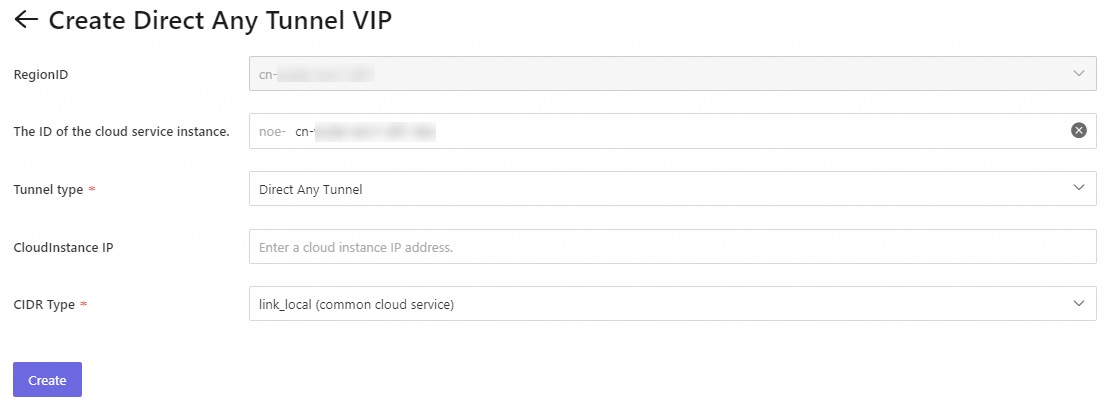 Create Direct Any Tunnel VIP
RegionID
cn-
The ID of the cloud service instance.
noe- cn-
Tunnel type *
Direct Any Tunnel
CloudInstance IP
Enter a cloud instance IP address.
CIDR Type *
link_local (common cloud service)
Create